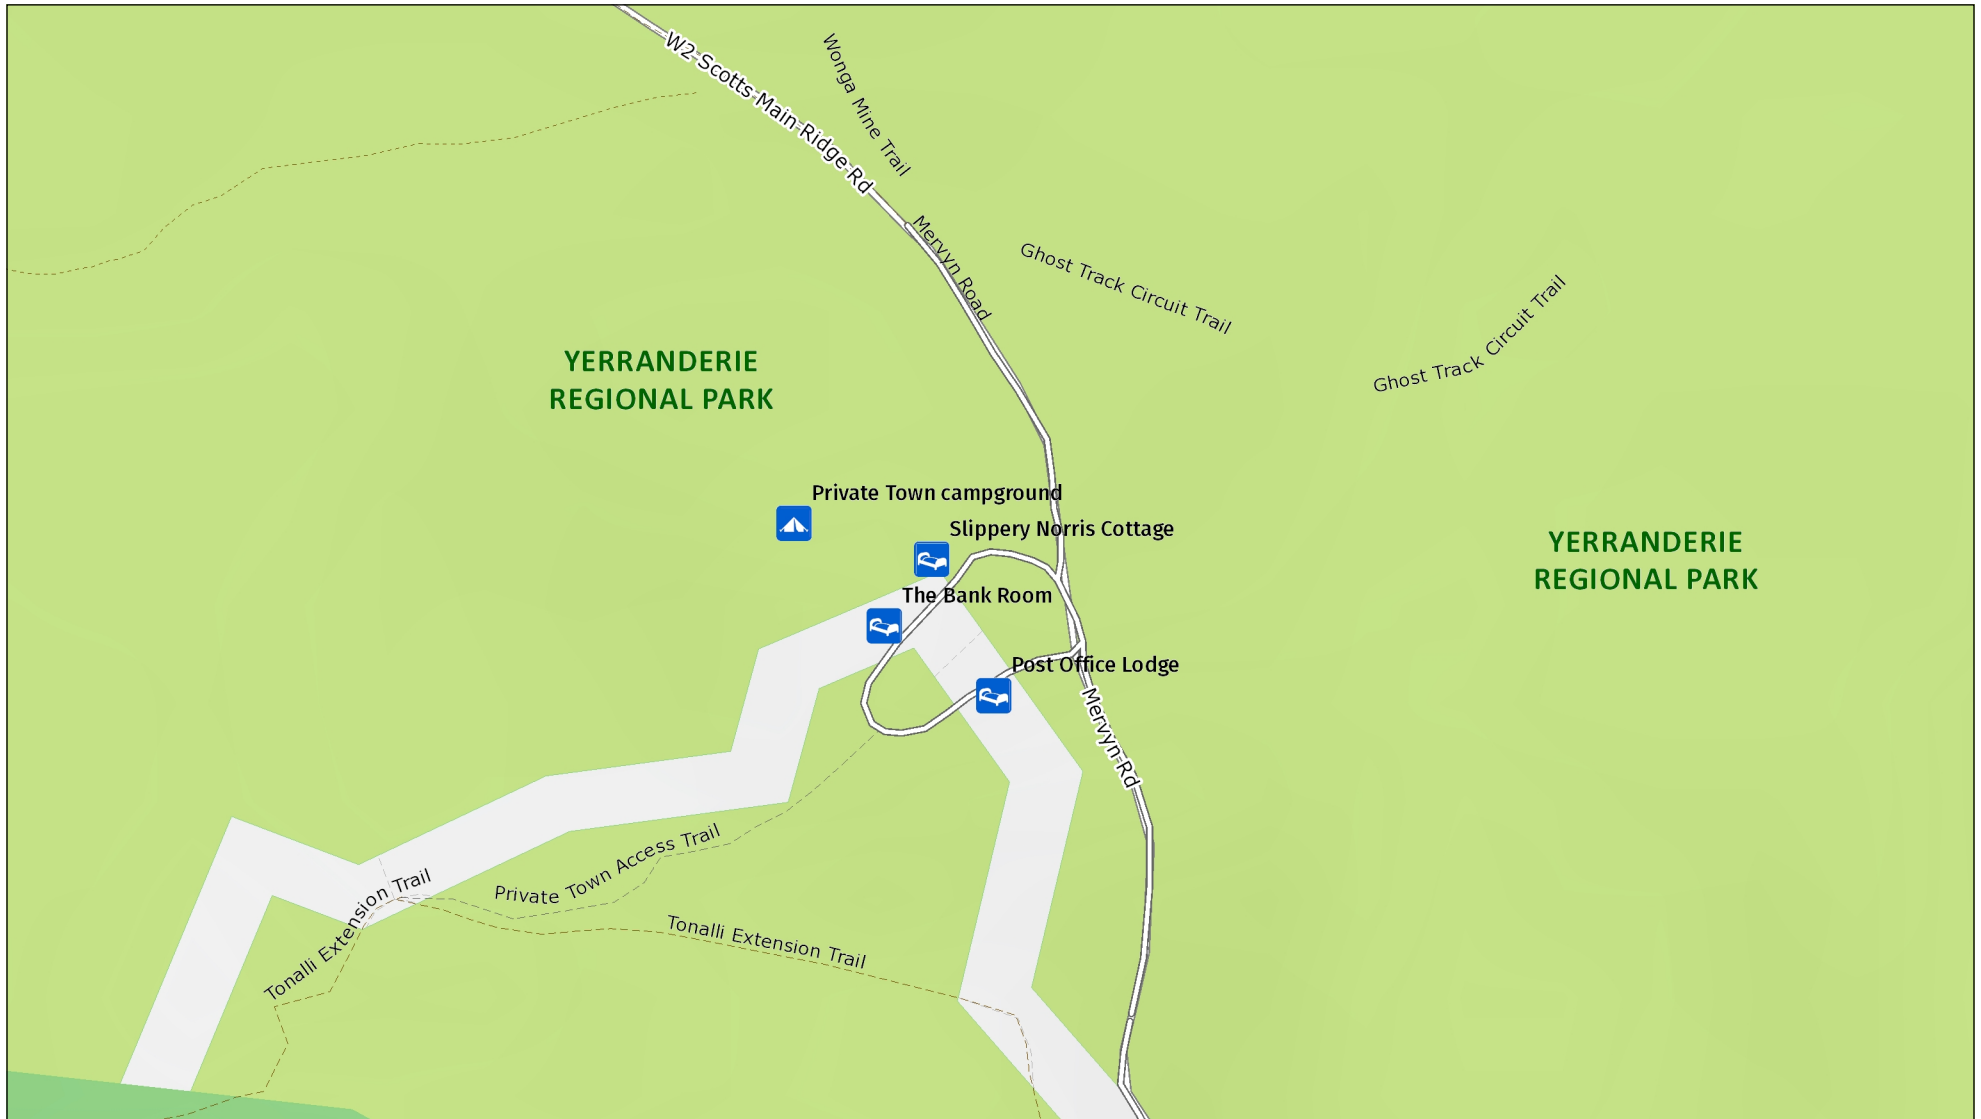 W2 Scotts Main Ridge Rd
Wonga Mine Trail
Mervyn Road
Ghost Track Circuit Trail
Ghost Track Circuit Trail
YERRANDERIE
REGIONAL PARK
Private Town campground
Slippery Norris Cottage
YERRANDERIE
REGIONAL PARK
The Bank Room
Post Office Lodge
Mervyn Rd
Private Town Access Trail
Tonalli Extension Trail
Tonalli Extension Trail